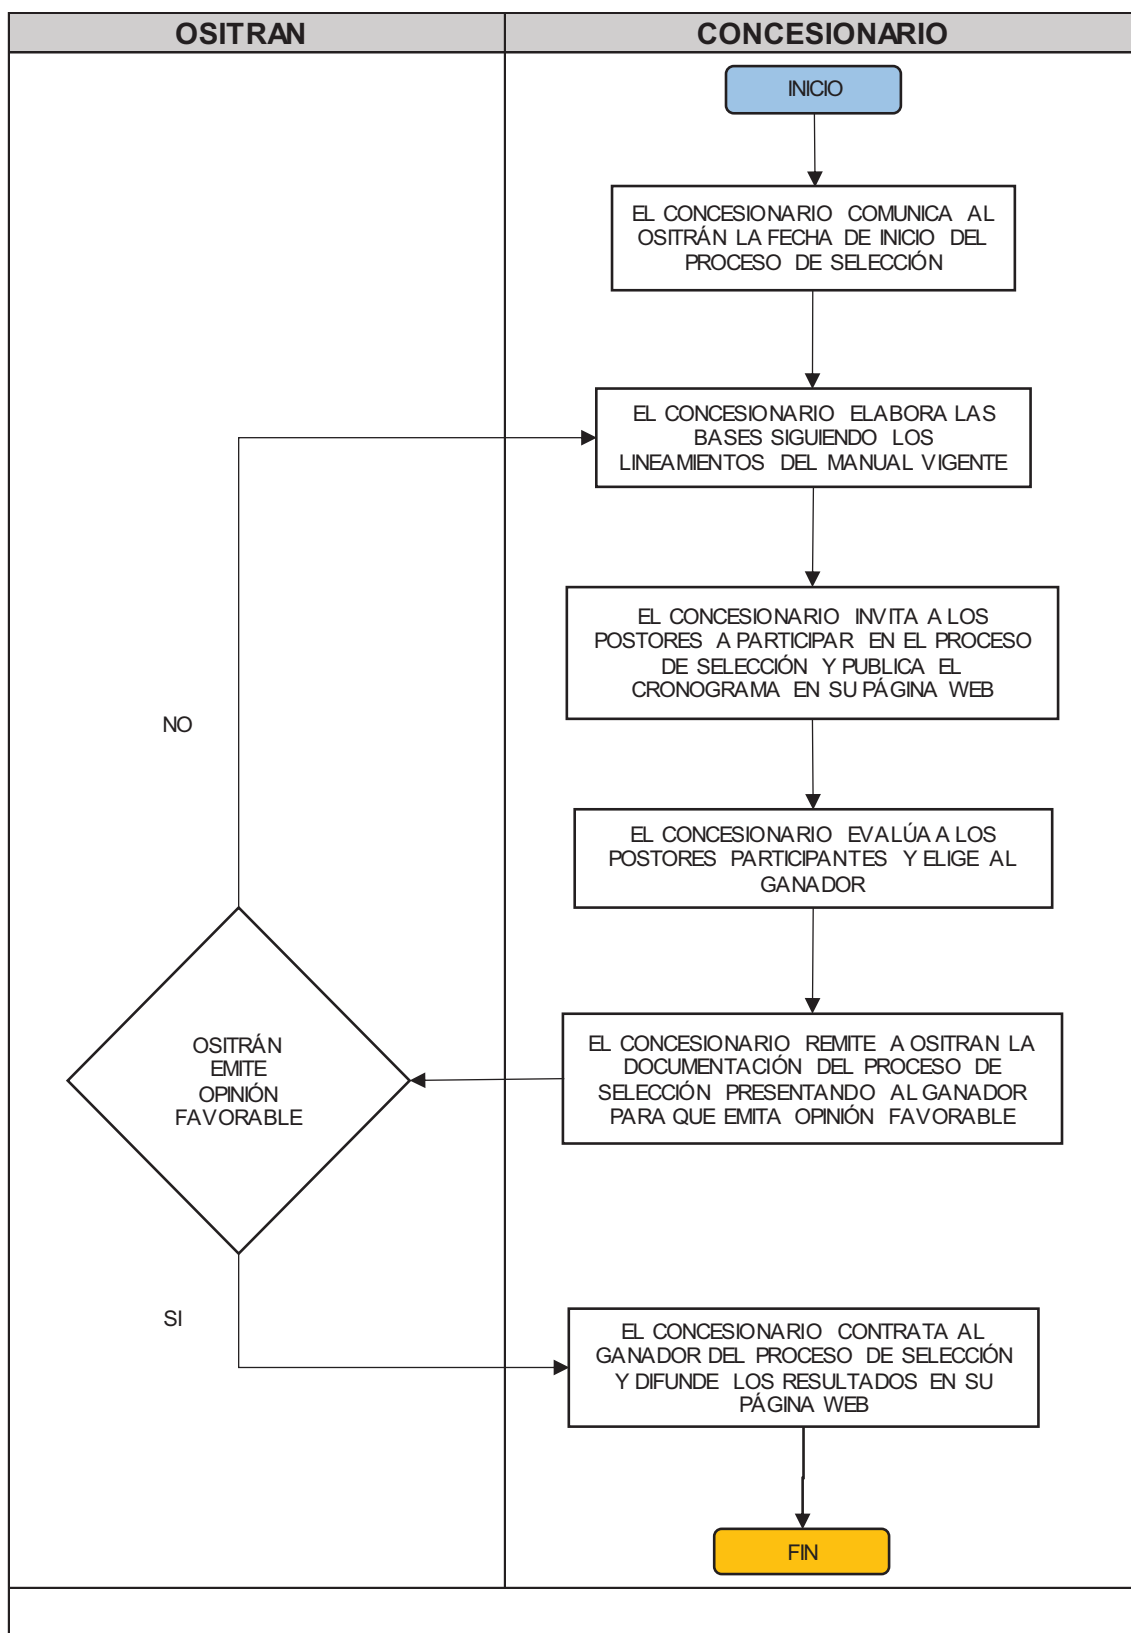 OSITRAN
CONCESIONARIO
INICIO
EL CONCESIONARIO COMUNICA AL
OSITRÁN LA FECHA DE INICIO DEL
PROCESO DE SELECCIÓN
EL CONCESIONARIO ELABORA LAS
BASES SIGUIENDO LOS
LINEAMIENTOS DEL MANUAL VIGENTE
EL CONCESIONARIO INVITA A LOS
POSTORES A PARTICIPAR EN EL PROCESO
DE SELECCIÓN Y PUBLICA EL
CRONOGRAMA EN SU PÁGINA WEB
NO
EL CONCESIONARIO EVALÚA A LOS
POSTORES PARTICIPANTES Y ELIGE AL
GANADOR
EL CONCESIONARIO REMITE A OSITRAN LA
DOCUMENTACIÓN DEL PROCESO DE
SELECCIÓN PRESENTANDO AL GANADOR
PARA QUE EMITA OPINIÓN FAVORABLE
OSITRÁN
EMITE
OPINIÓN
FAVORABLE
SI
EL CONCESIONARIO CONTRATA AL
GANADOR DEL PROCESO DE SELECCIÓN
Y DIFUNDE LOS RESULTADOS EN SU
PÁGINA WEB
FIN